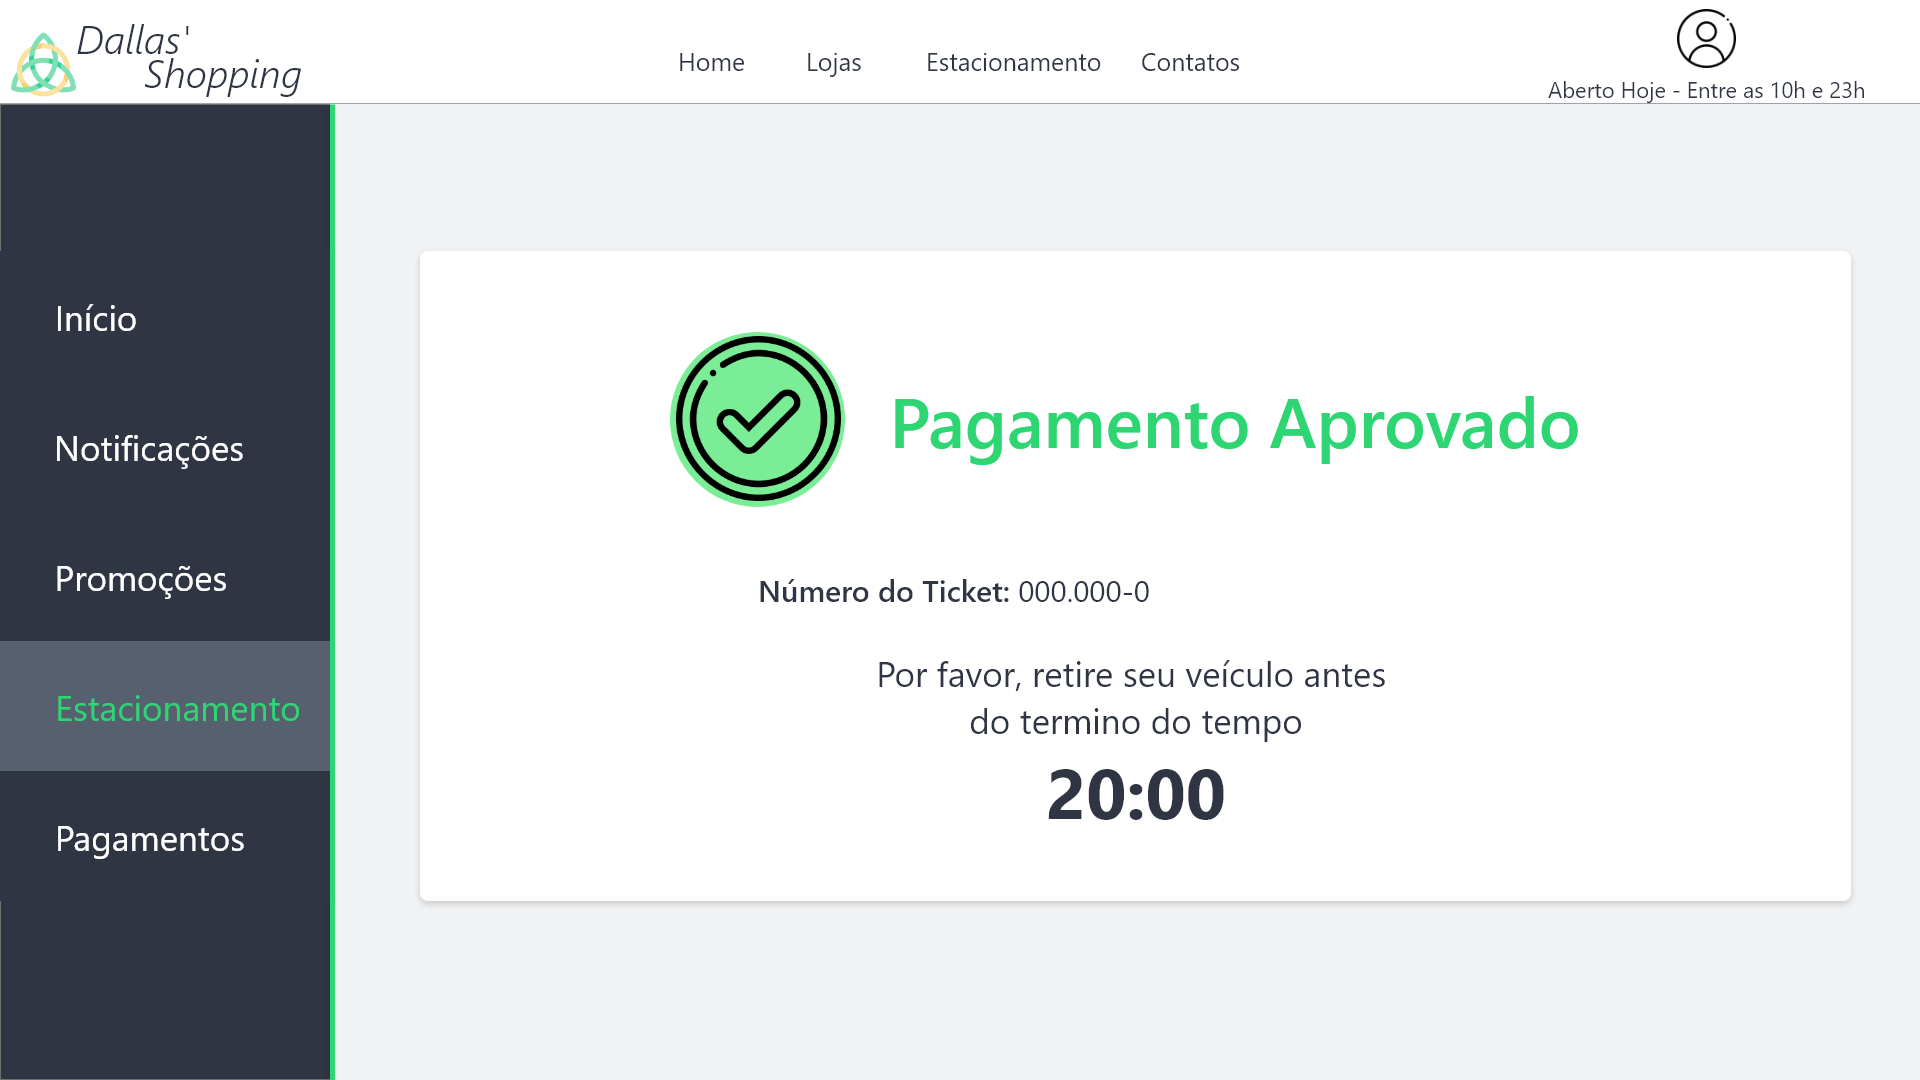 Dallas'
Shopping
Home
Lojas
Estacionamento
Contatos
Aberto Hoje - Entre as 10h e 23h
Início
Notificações
Promoções
Estacionamento
Pagamentos
Pagamento Aprovado
Número do Ticket: 000.000-0
Por favor, retire seu veículo antes
do termino do tempo
20:00